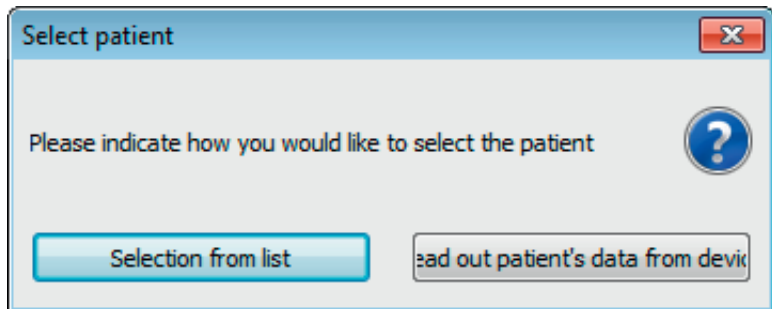 Select patient
Please indicate how you would like to select the patient
?
Selection from list
ead out patient's data from devic